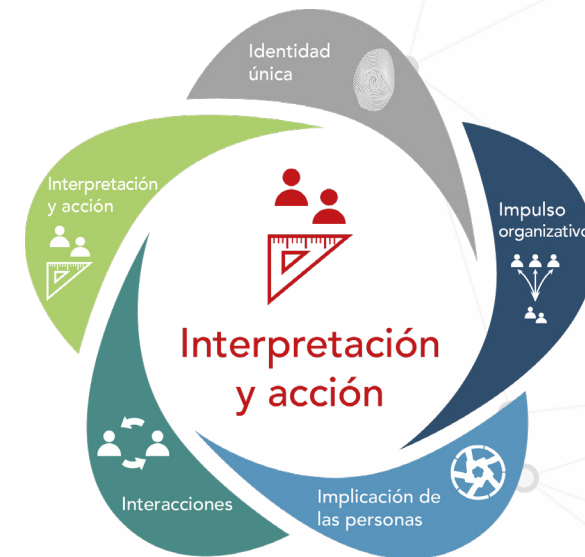 Identidad
única
Impulso
organizativo
Implicación de
las personas
Interacciones
Interpretación
y acción
Interpretación
y acción